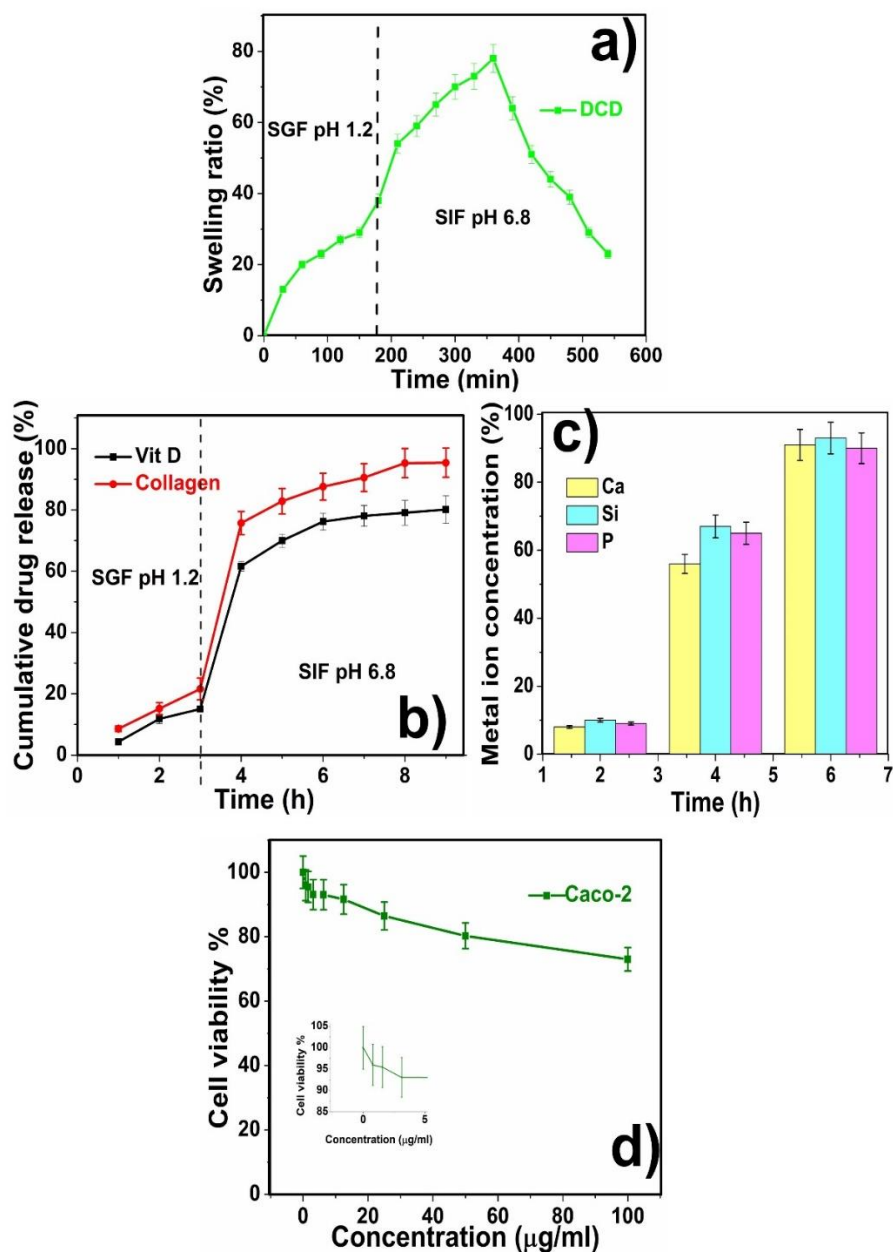 a)
DCD
SGF pH 1.2
SIF pH 6.8
Swelling ratio (%)
0
20
40
60
80
0 100 200 300 400 500 600
Time (min)
b)
Vit D
Collagen
SGF pH 1.2
SIF pH 6.8
Cumulative drug release (%)
0
20
40
60
80
100
0 2 4 6 8
Time (h)
c)
Ca
Si
P
Metal ion concentration (%)
0
20
40
60
80
100
1 2 3 4 5 6 7
Time (h)
d)
Caco-2
Cell viability %
0
20
40
60
80
100
0 20 40 60 80 100
Concentration (µg/ml)
Cell viability %
85
90
95
100
105
0 5
Concentration (µg/ml)